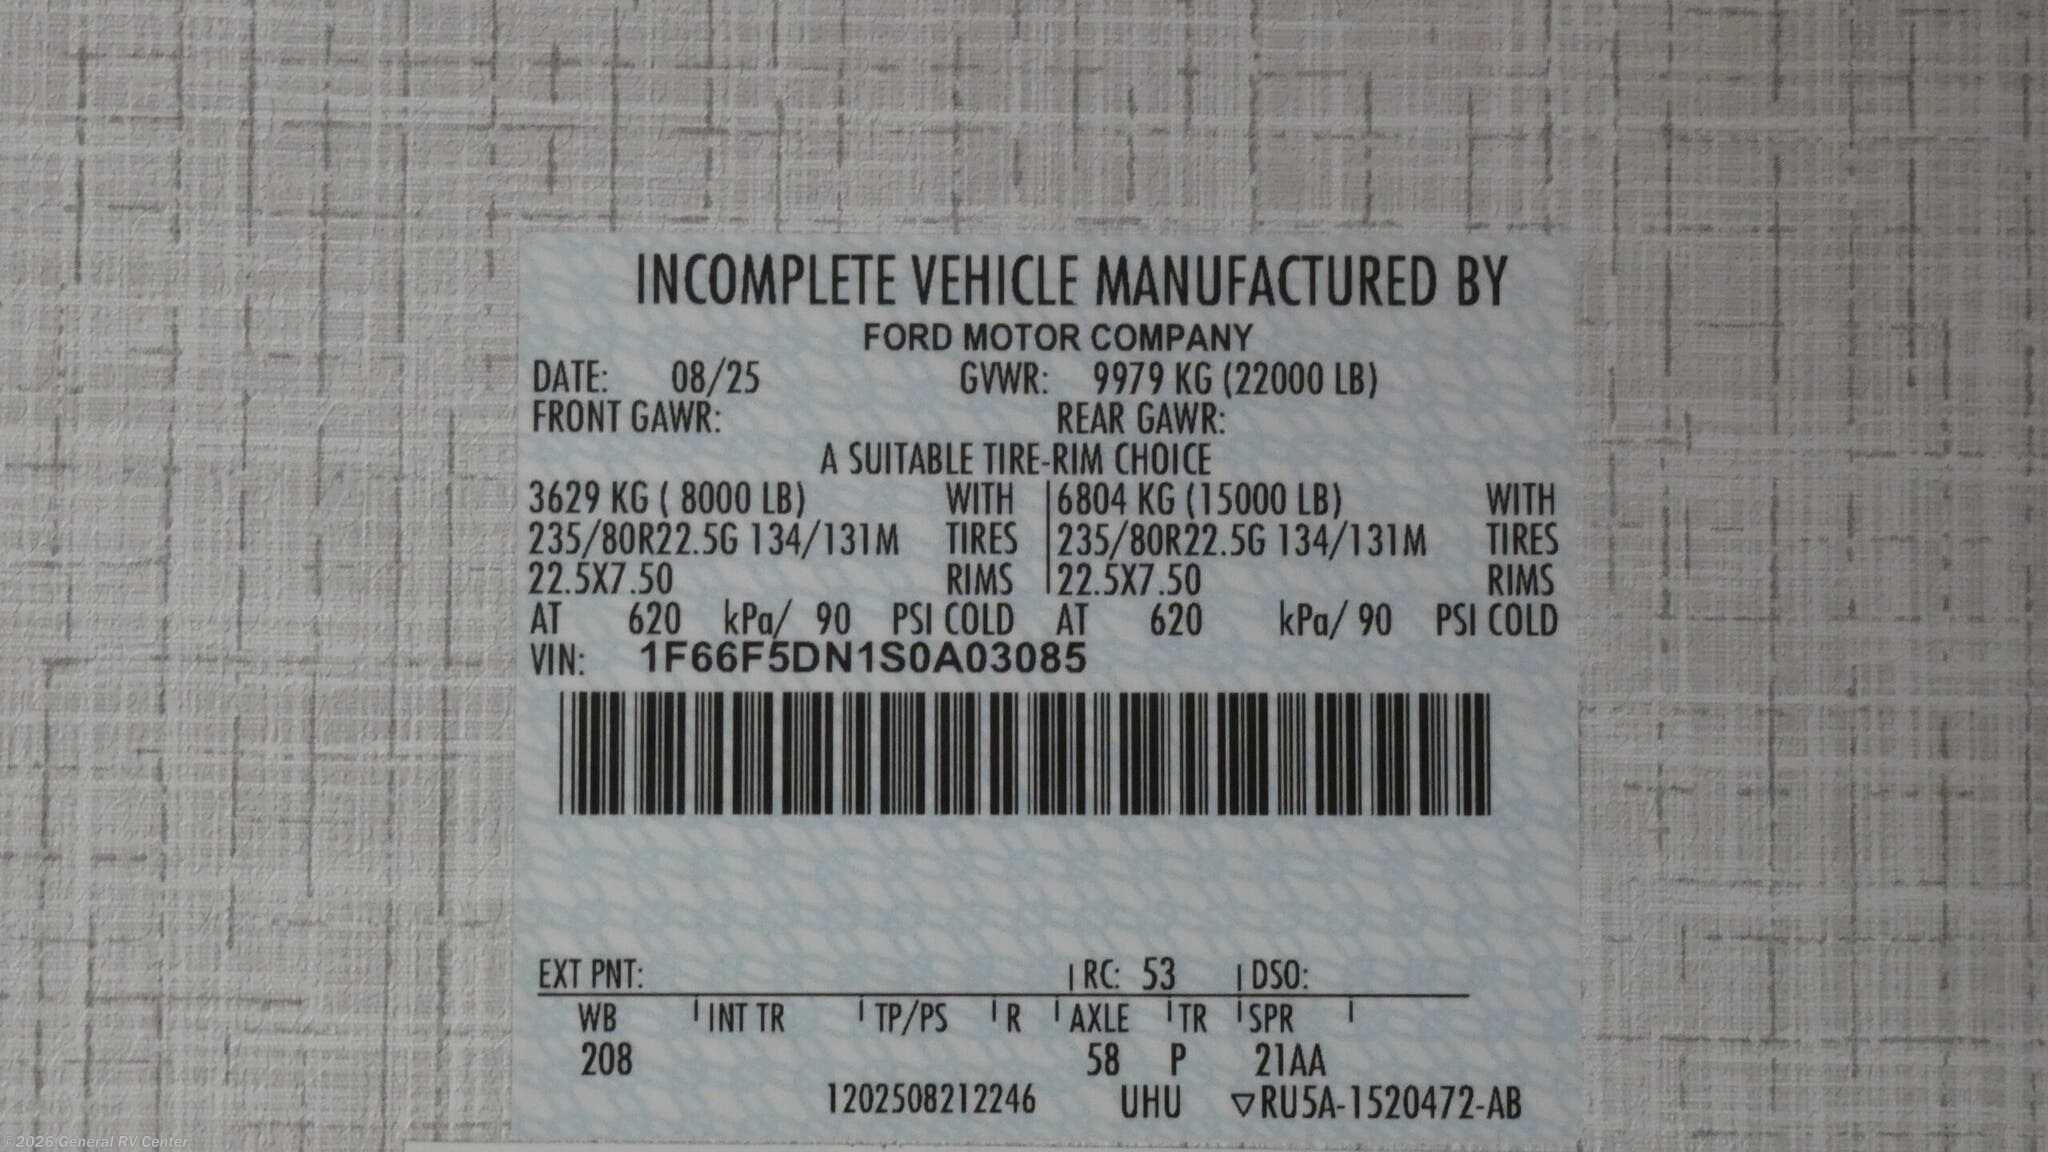 INCOMPLETE VEHICLE MANUFACTURED BY
FORD MOTOR COMPANY
DATE: 08/25 GVWR: 9979 KG (22000 LB)
FRONT GAWR: REAR GAWR:
A SUITABLE TIRE-RIM CHOICE
3629 KG ( 8000 LB) WITH 6804 KG (15000 LB) WITH
235/80R22.5G 134/131M TIRES 235/80R22.5G 134/131M TIRES
22.5X7.50 RIMS 22.5X7.50 RIMS
AT 620 kPa/ 90 PSI COLD AT 620 kPa/ 90 PSI COLD
VIN: 1F66F5DN1S0A03085
EXT PNT: RC: 53 DSO:
WB INT TR TP/PS R AXLE TR SPR
208 58 P 21AA
1202508212246 UHU ▽RU5A-1520472-AB
©2026 General RV Center